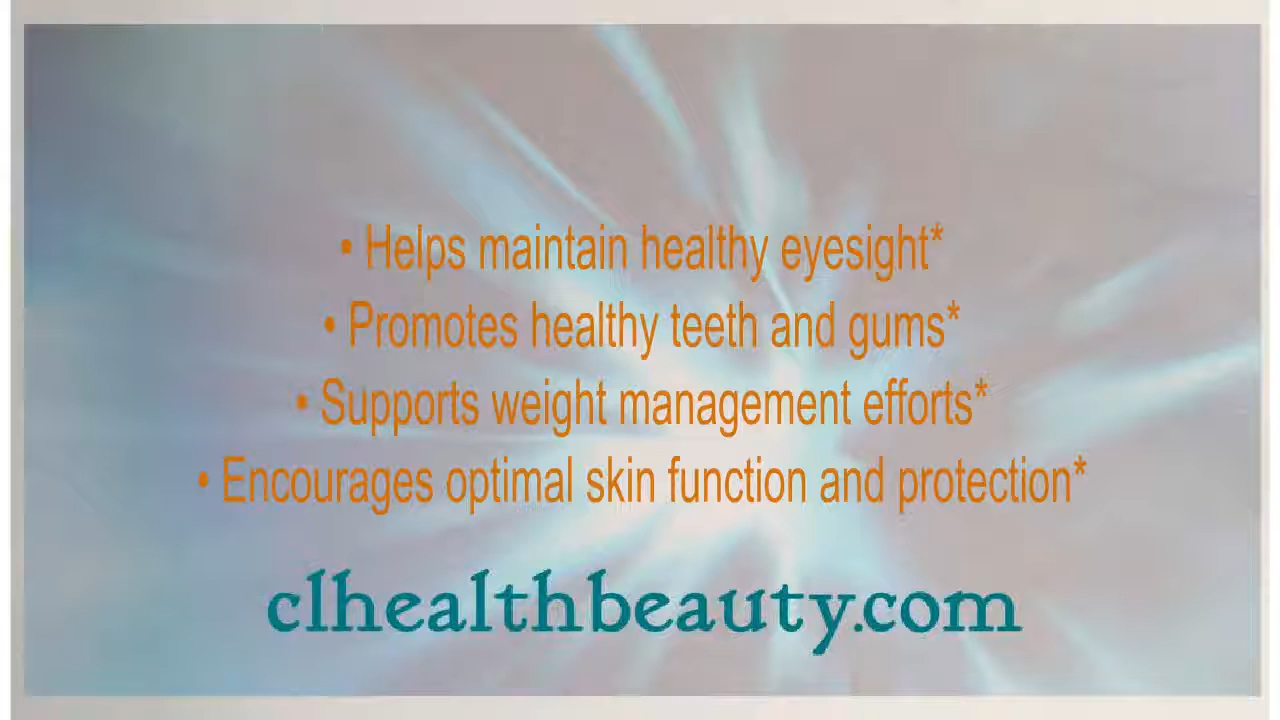 • Helps maintain healthy eyesight*
• Promotes healthy teeth and gums*
• Supports weight management efforts*
• Encourages optimal skin function and protection*
clhealthbeauty.com